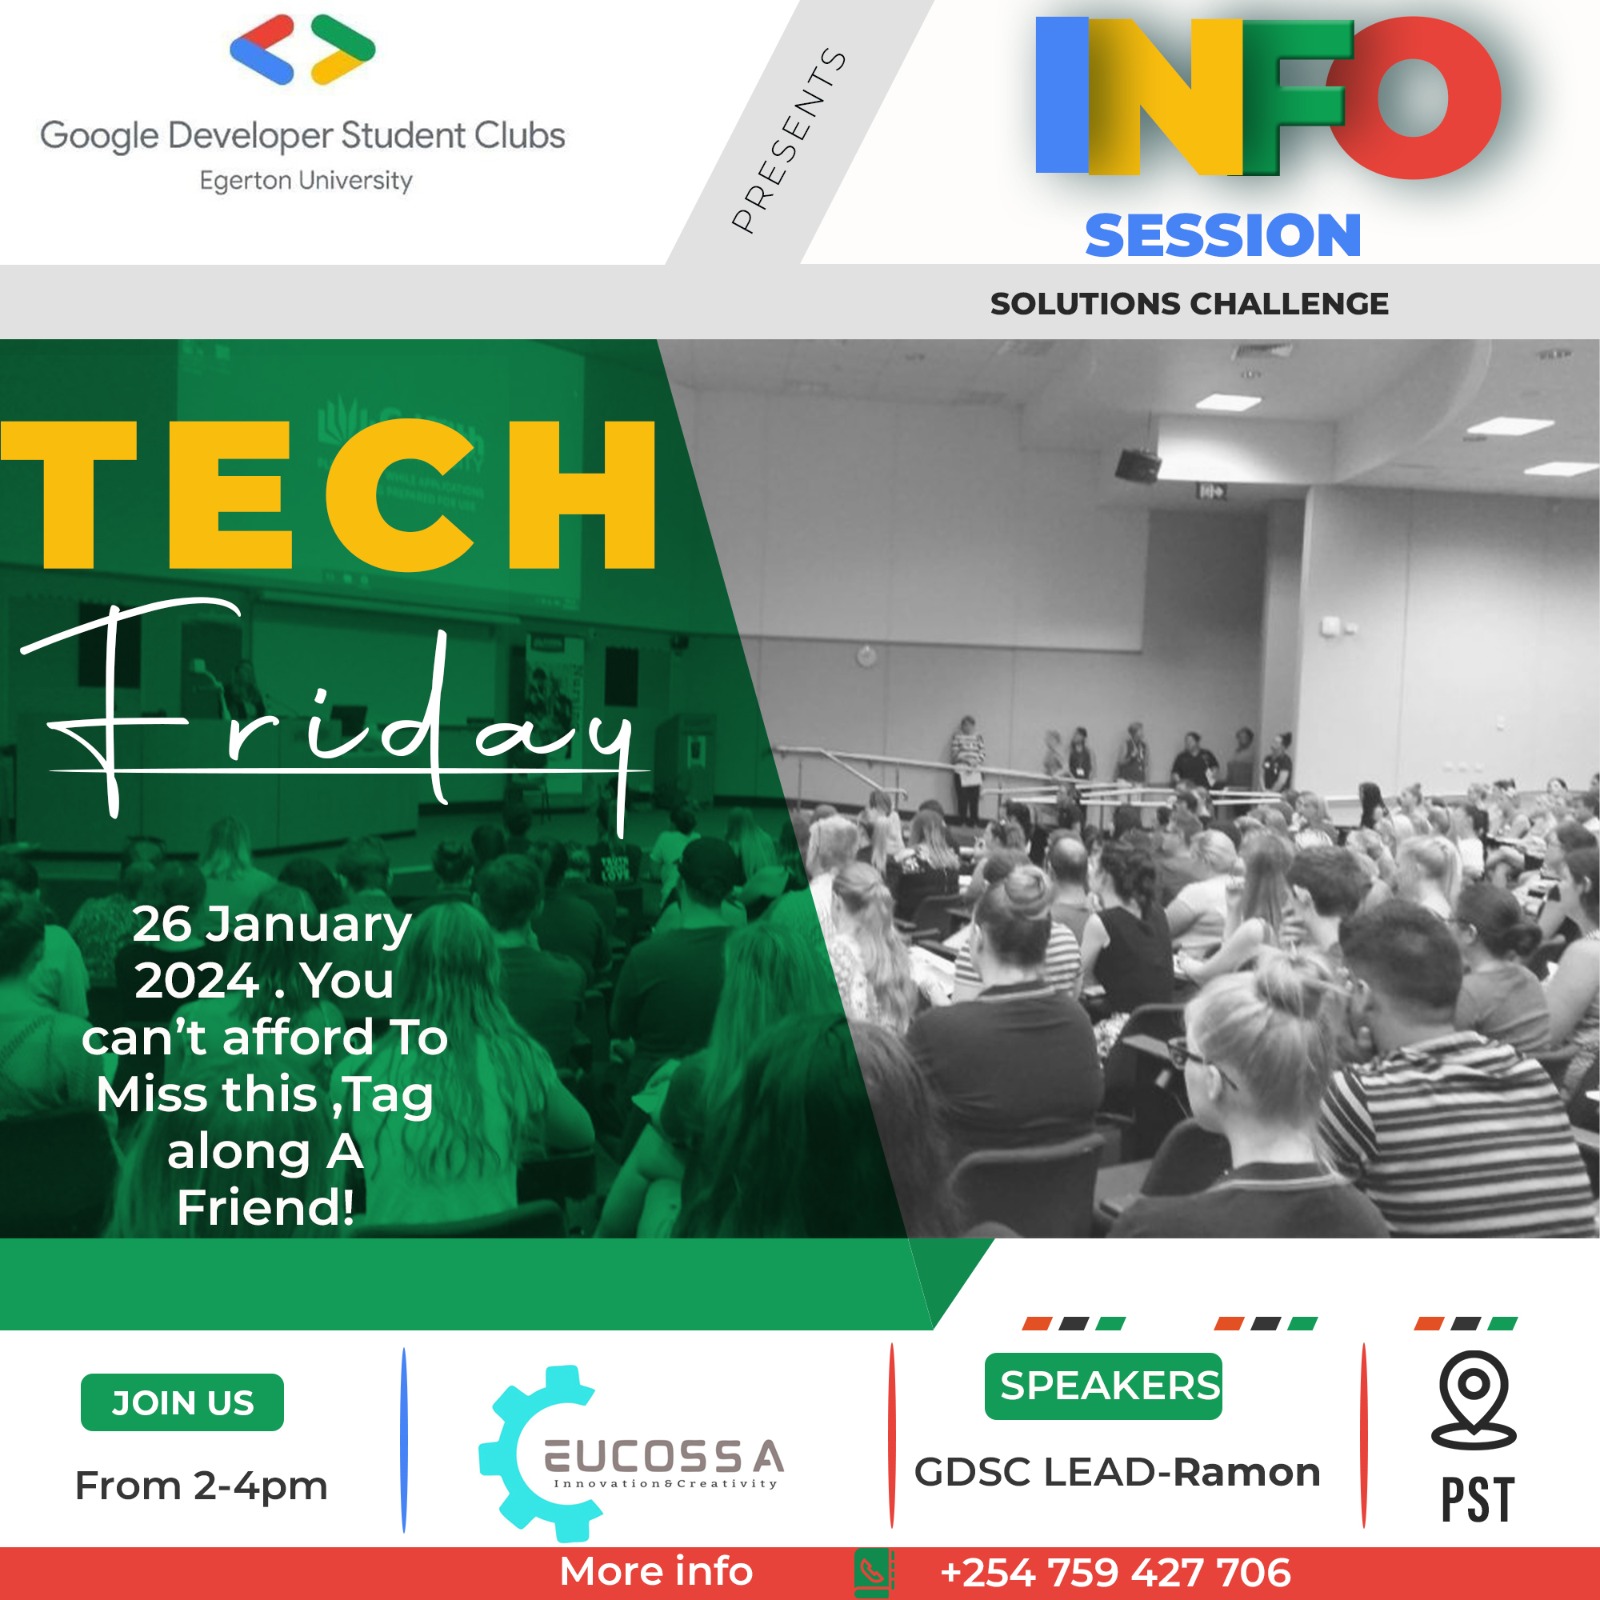 Google Developer Student Clubs
Egerton University
PRESENTS
INFO
SESSION
SOLUTIONS CHALLENGE
TECH
Friday
26 January
2024 . You
can't afford To
Miss this ,Tag
along A
Friend!
JOIN US
From 2-4pm
EUCOSSA
Innovation&Creativity
SPEAKERS
GDSC LEAD-Ramon
PST
More info
+254 759 427 706